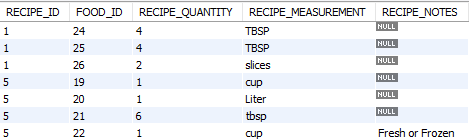 RECIPE_ID FOOD_ID RECIPE_QUANTITY RECIPE_MEASUREMENT RECIPE_NOTES
1 24 4 TBSP NULL
1 25 4 TBSP NULL
1 26 2 slices NULL
5 19 1 cup NULL
5 20 1 Liter NULL
5 21 6 tbsp NULL
5 22 1 cup Fresh or Frozen